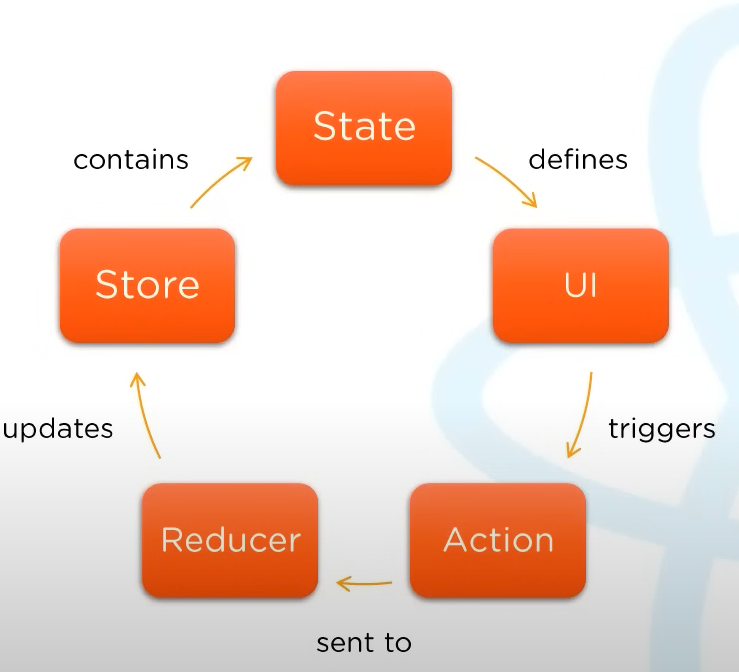 State
contains
defines
Store
UI
updates
triggers
Reducer
Action
sent to